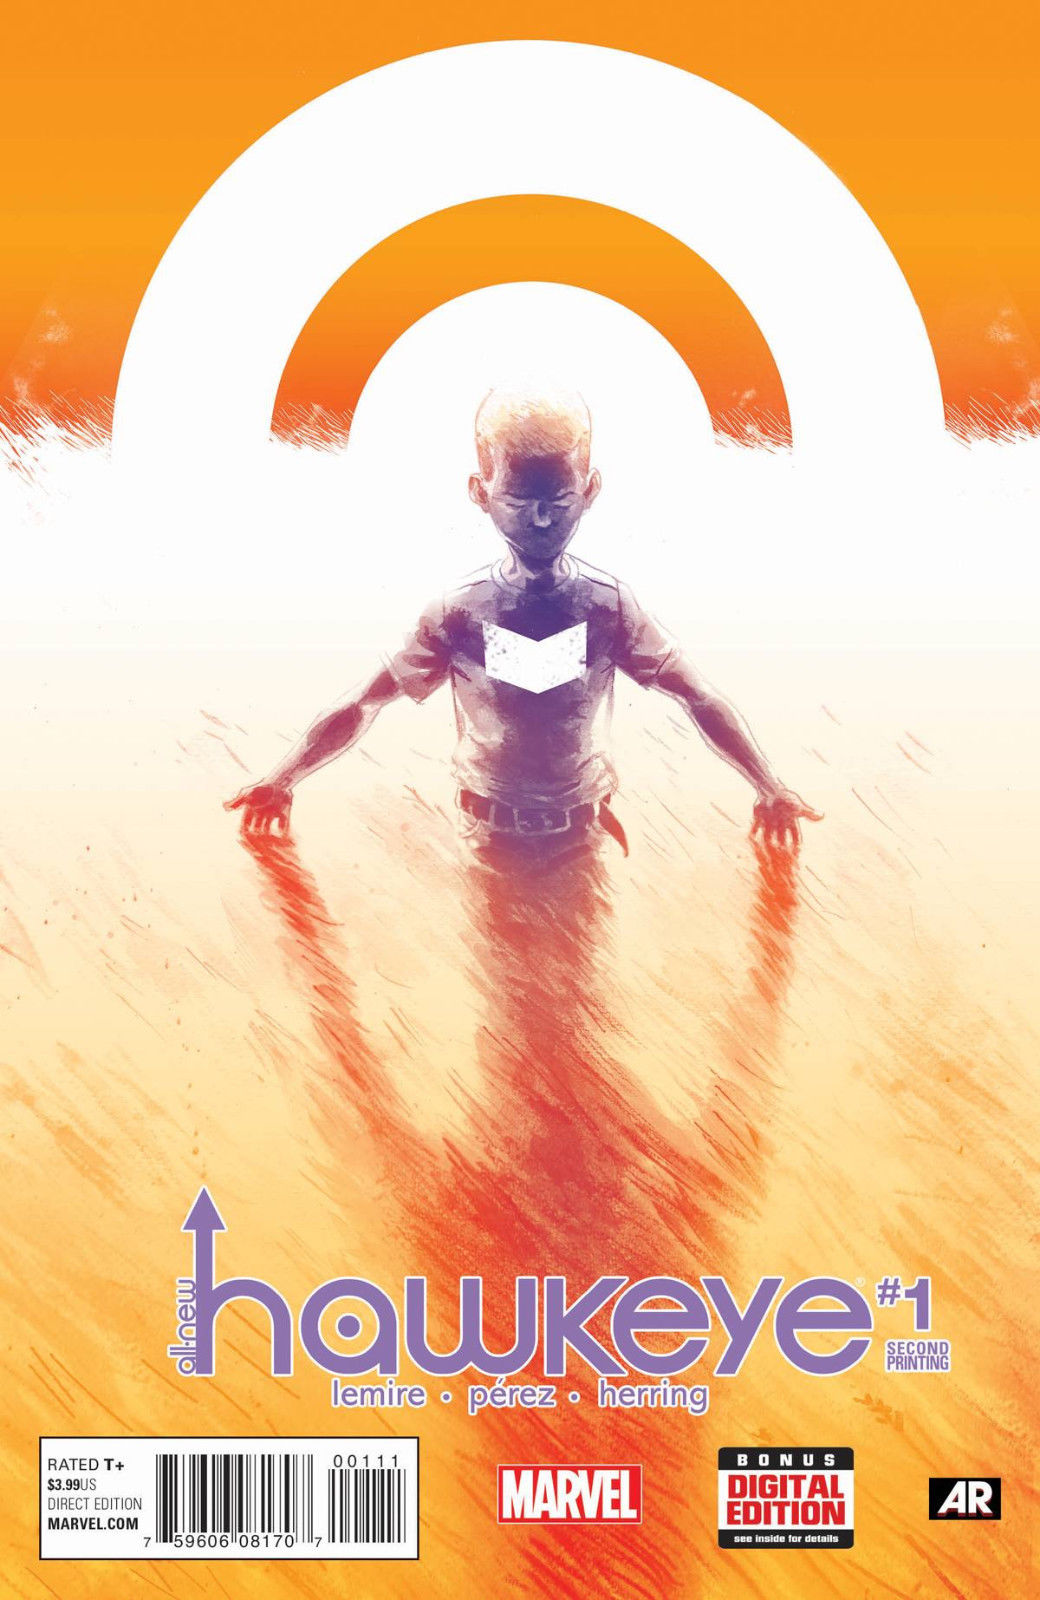 all-new
hawkeye® #1
SECOND
PRINTING
lemire • pérez • herring
RATED T+
$3.99US
DIRECT EDITION
MARVEL.COM
00111
7 59606 08170 7
MARVEL
BONUS
DIGITAL
EDITION
see inside for details
AR